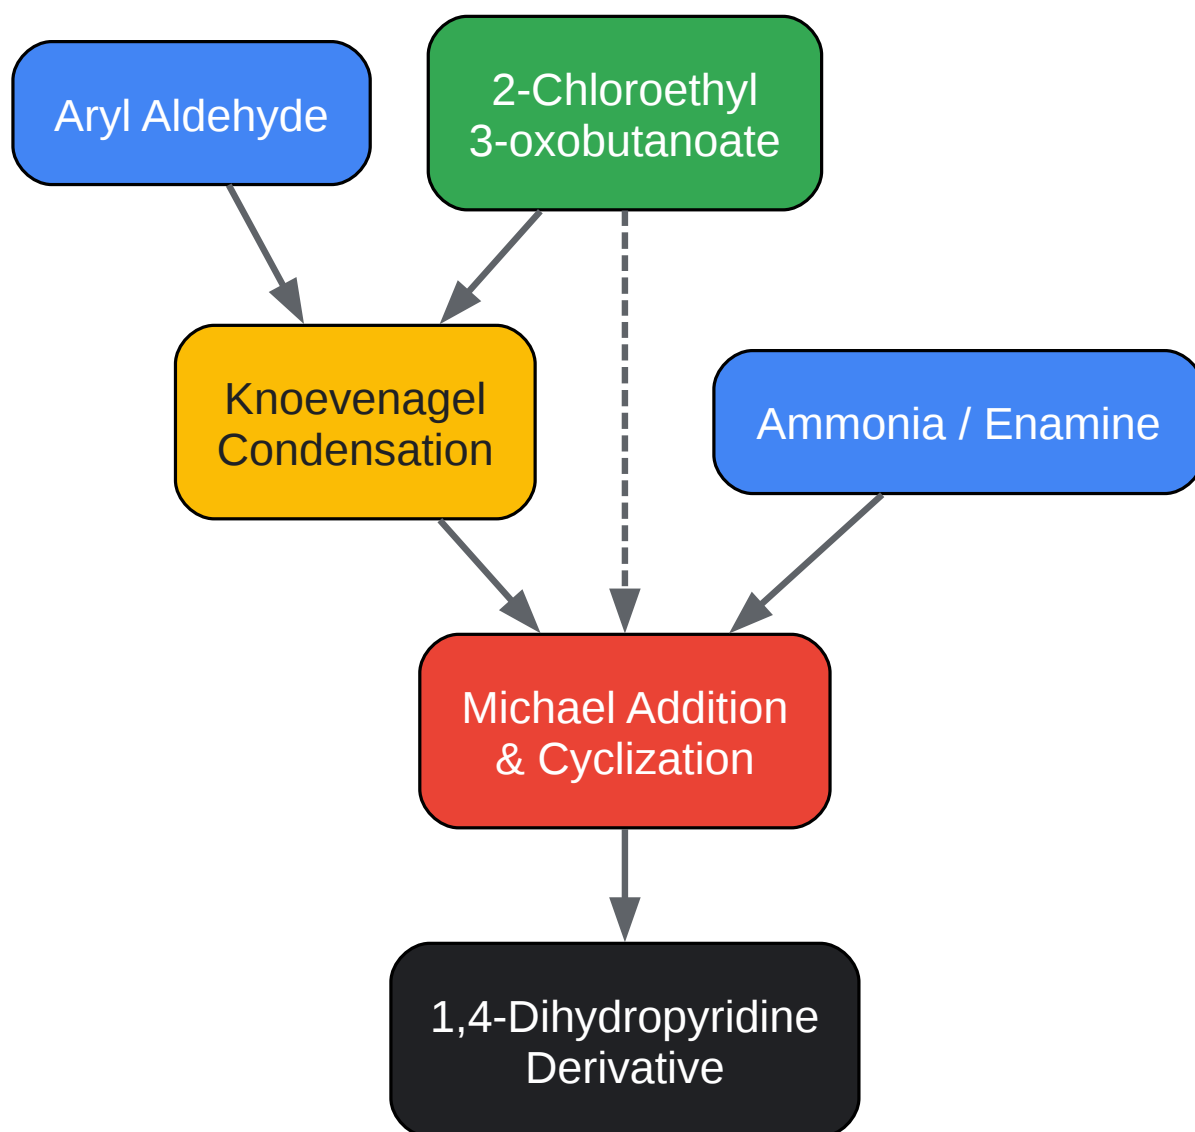 Aryl Aldehyde
2-Chloroethyl
3-oxobutanoate
Knoevenagel
Condensation
Ammonia / Enamine
Michael Addition
& Cyclization
1,4-Dihydropyridine
Derivative